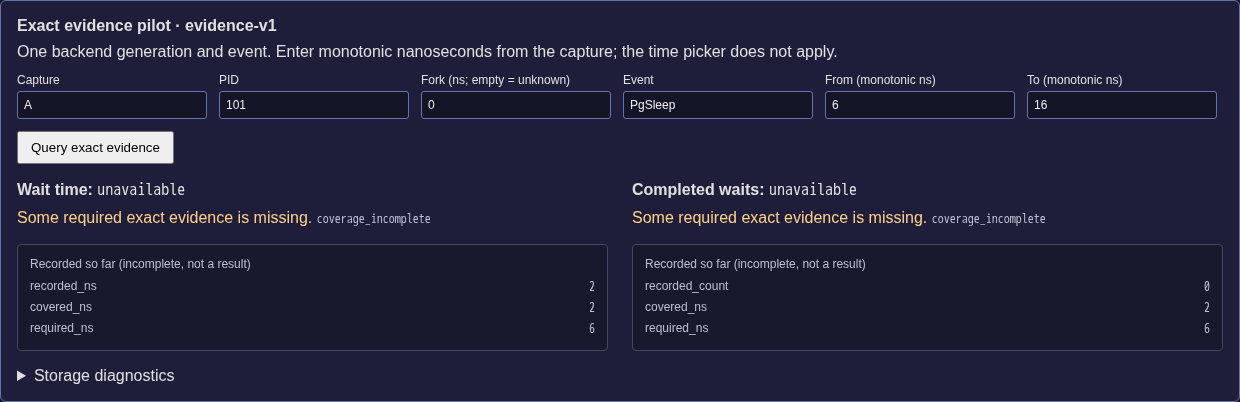 Exact evidence pilot · evidence-v1
One backend generation and event. Enter monotonic nanoseconds from the capture; the time picker does not apply.
Capture PID Fork (ns; empty = unknown) Event From (monotonic ns) To (monotonic ns)
A 101 0 PgSleep 6 16
Query exact evidence
Wait time: unavailable
Some required exact evidence is missing. coverage_incomplete
Recorded so far (incomplete, not a result)
recorded_ns 2
covered_ns 2
required_ns 6
Completed waits: unavailable
Some required exact evidence is missing. coverage_incomplete
Recorded so far (incomplete, not a result)
recorded_count 0
covered_ns 2
required_ns 6
Storage diagnostics